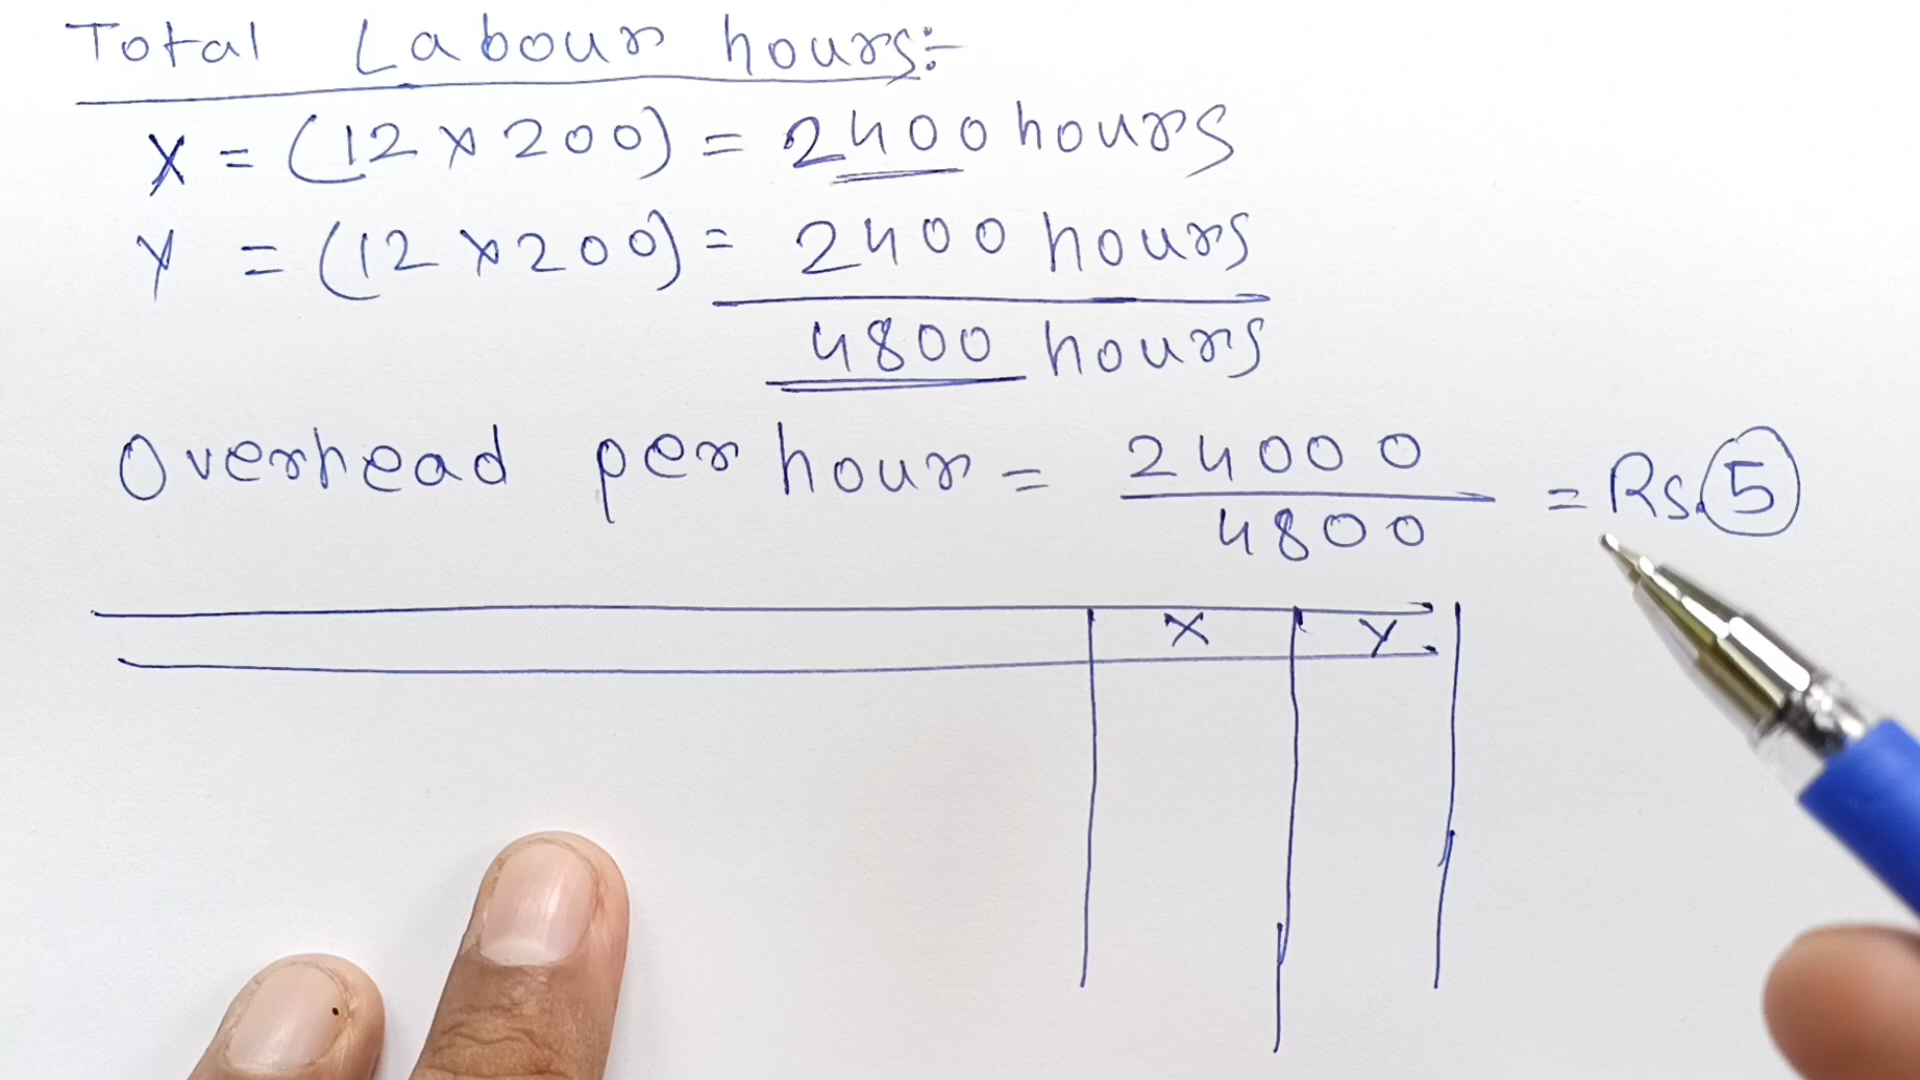 Total Labour hours:-
X = (12 x 200) = 2400 hours
Y = (12 x 200) = 2400 hours
4800 hours
Overhead per hour = 24000 / 4800 = Rs. 5
X Y